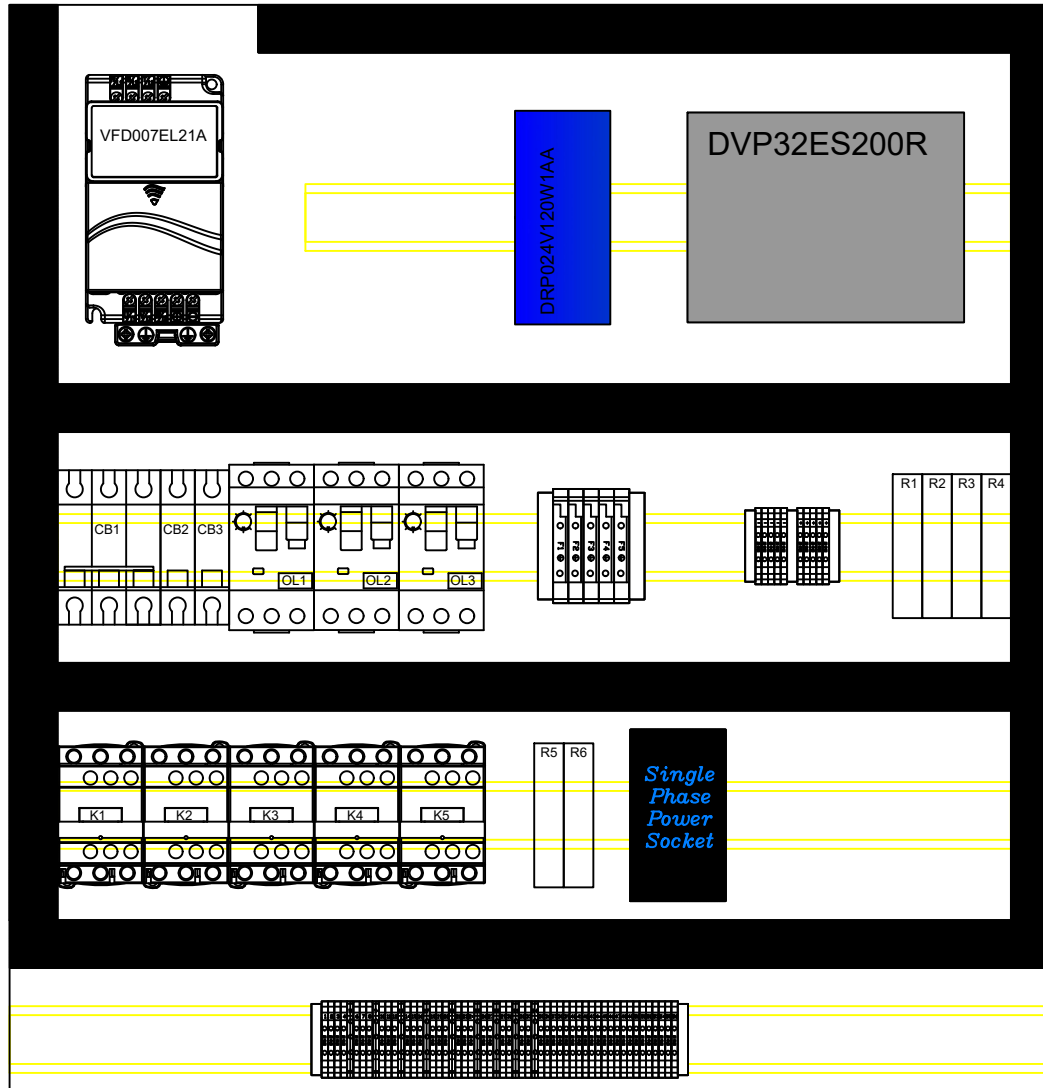 VFD007EL21A
DRP024V120W1AA
DVP32ES200R
CB1
CB2
CB3
OL1
OL2
OL3
F1
F2
F3
F4
F5
R1
R2
R3
R4
K1
K2
K3
K4
K5
R5
R6
Single
Phase
Power
Socket